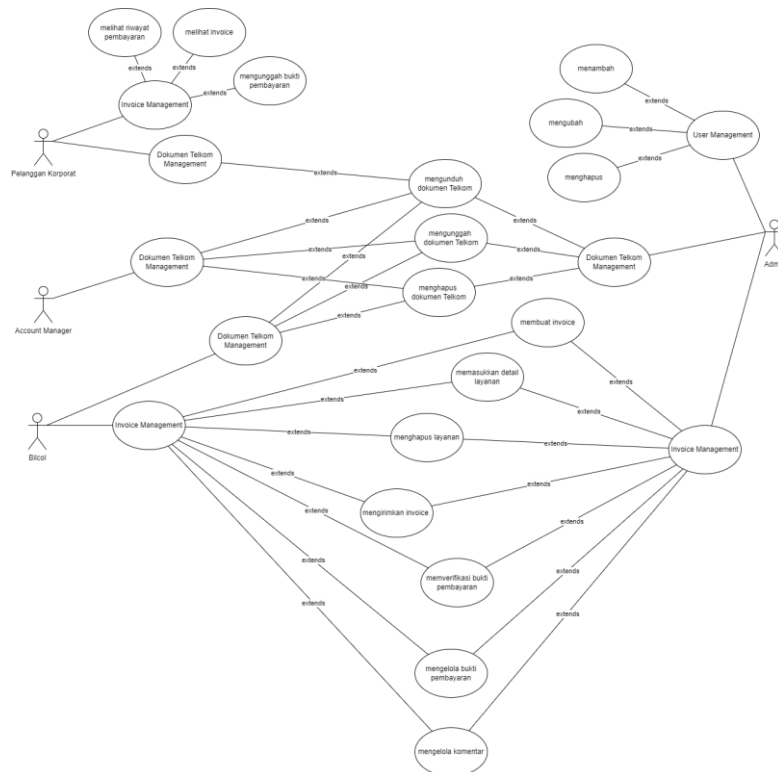 melihat riwayat
pembayaran
melihat invoice
extends
extends
mengunggah bukti
pembayaran
extends
Invoice Management
menambah
extends
mengubah
extends
User Management
extends
menghapus
Pelanggan Korporat
Dokumen Telkom
Management
extends
mengunduh
dokumen Telkom
extends
extends
mengunggah
dokumen Telkom
extends
extends
extends
Dokumen Telkom
Management
extends
extends
extends
menghapus
dokumen Telkom
extends
Dokumen Telkom
Management
Account Manager
extends
Dokumen Telkom
Management
membuat invoice
extends
extends
memasukkan detail
layanan
extends
extends
Bilcol
Invoice Management
extends
menghapus layanan
extends
Invoice Management
extends
extends
mengirimkan invoice
extends
extends
memverifikasi bukti
pembayaran
extends
extends
extends
extends
mengelola bukti
pembayaran
mengelola komentar